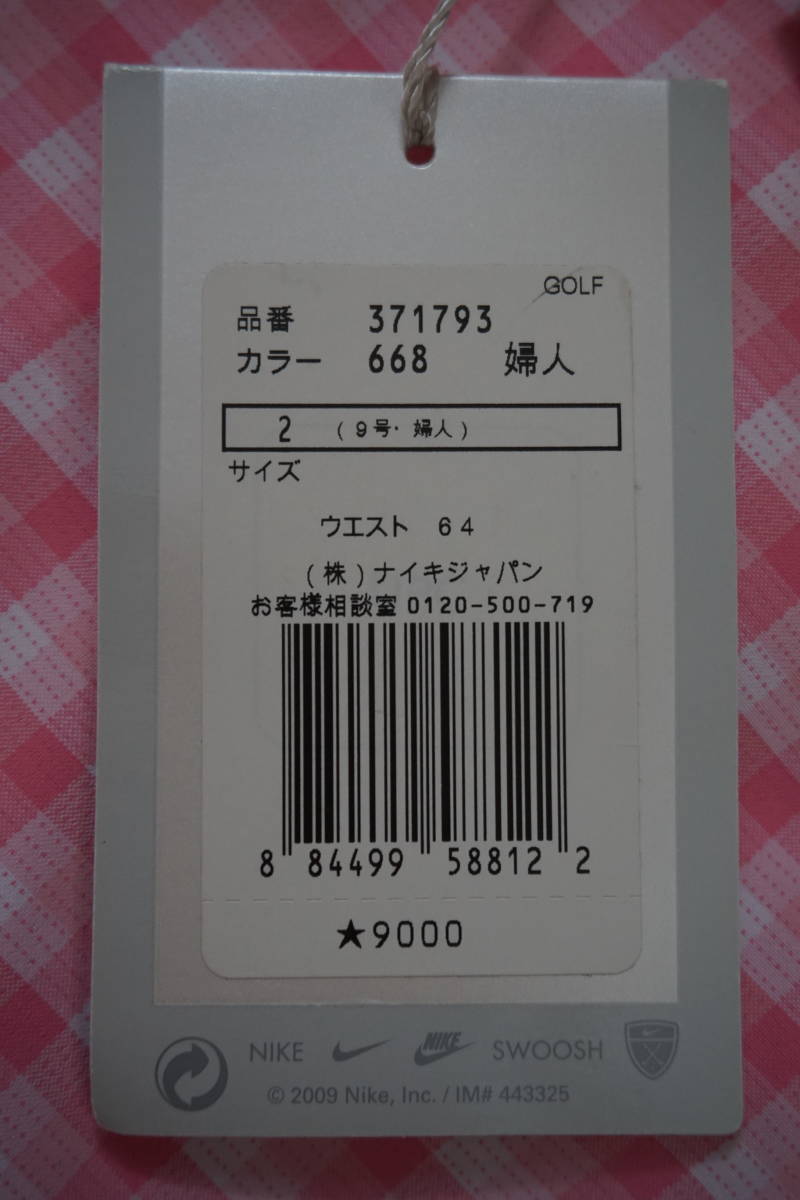 GOLF
品番 371793
カラー 668 婦人
2 (9号・婦人)
サイズ
ウエスト 64
(株)ナイキジャパン
お客様相談室 0120-500-719
8 84499 58812 2
★9000
NIKE NIKE SWOOSH
© 2009 Nike, Inc. / IM# 443325